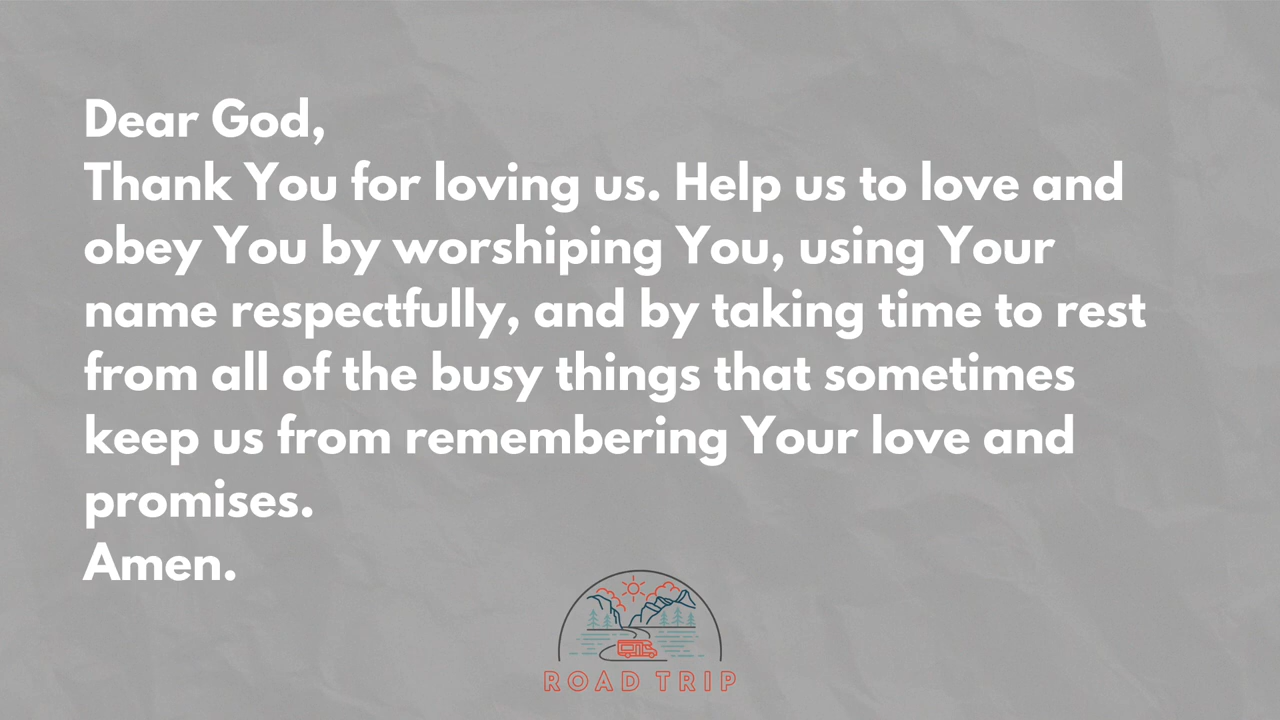 Dear God,
Thank You for loving us. Help us to love and
obey You by worshiping You, using Your
name respectfully, and by taking time to rest
from all of the busy things that sometimes
keep us from remembering Your love and
promises.
Amen.
ROAD TRIP